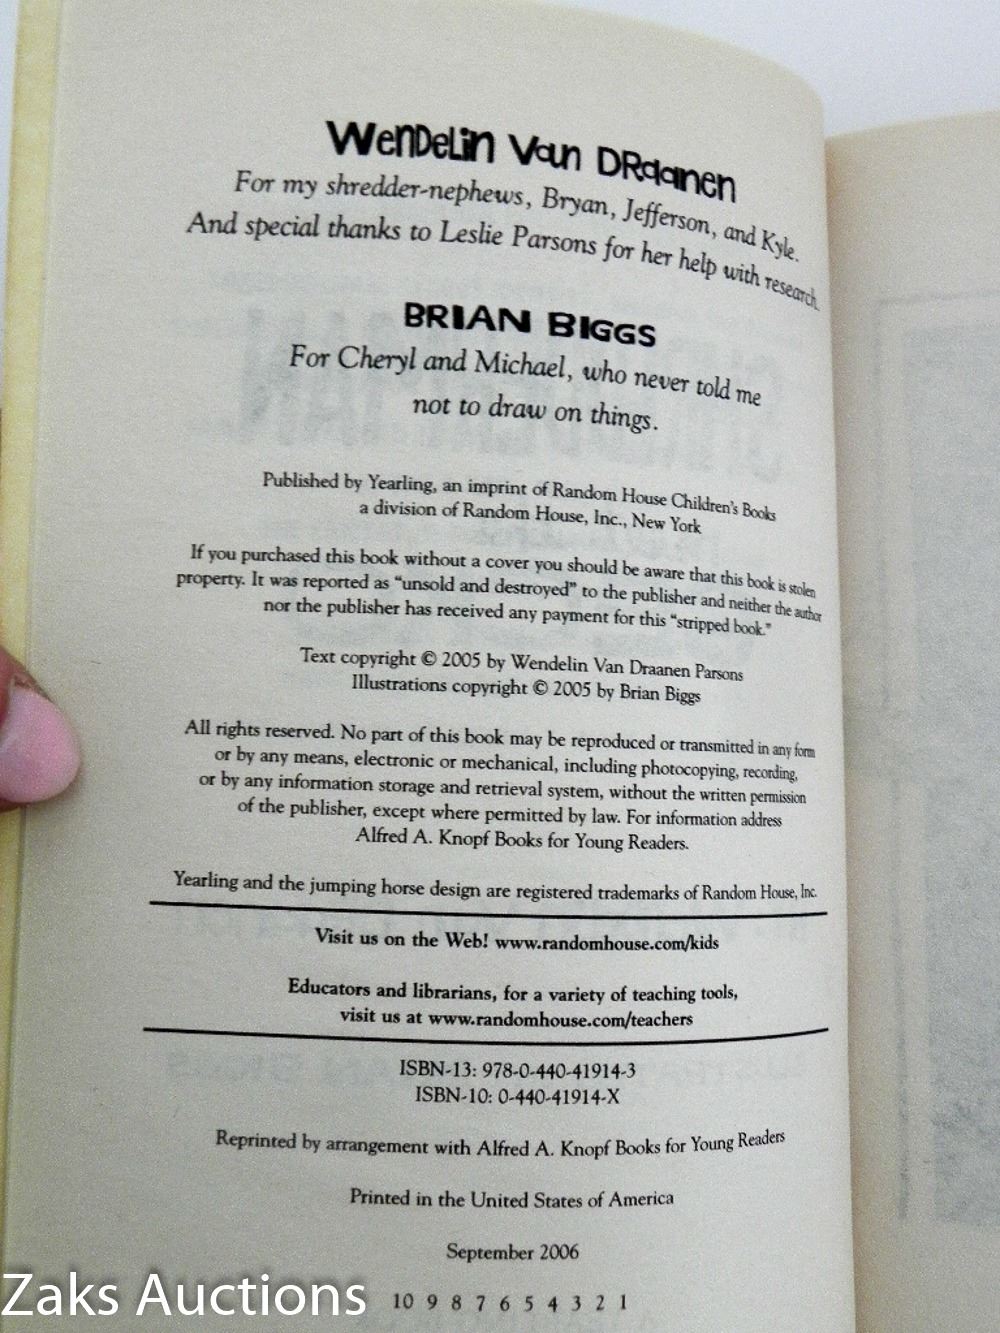 Wendelin Van Draanen
For my shredder-nephews, Bryan, Jefferson, and Kyle.
And special thanks to Leslie Parsons for her help with research.
BRIAN BIGGS
For Cheryl and Michael, who never told me
not to draw on things.
Published by Yearling, an imprint of Random House Children's Books
a division of Random House, Inc., New York
If you purchased this book without a cover you should be aware that this book is stolen
property. It was reported as "unsold and destroyed" to the publisher and neither the author
nor the publisher has received any payment for this "stripped book."
Text copyright © 2005 by Wendelin Van Draanen Parsons
Illustrations copyright © 2005 by Brian Biggs
All rights reserved. No part of this book may be reproduced or transmitted in any form
or by any means, electronic or mechanical, including photocopying, recording,
or by any information storage and retrieval system, without the written permission
of the publisher, except where permitted by law. For information address
Alfred A. Knopf Books for Young Readers.
Yearling and the jumping horse design are registered trademarks of Random House, Inc.
Visit us on the Web! www.randomhouse.com/kids
Educators and librarians, for a variety of teaching tools,
visit us at www.randomhouse.com/teachers
ISBN-13: 978-0-440-41914-3
ISBN-10: 0-440-41914-X
Reprinted by arrangement with Alfred A. Knopf Books for Young Readers
Printed in the United States of America
September 2006
10 9 8 7 6 5 4 3 2 1
Zaks Auctions